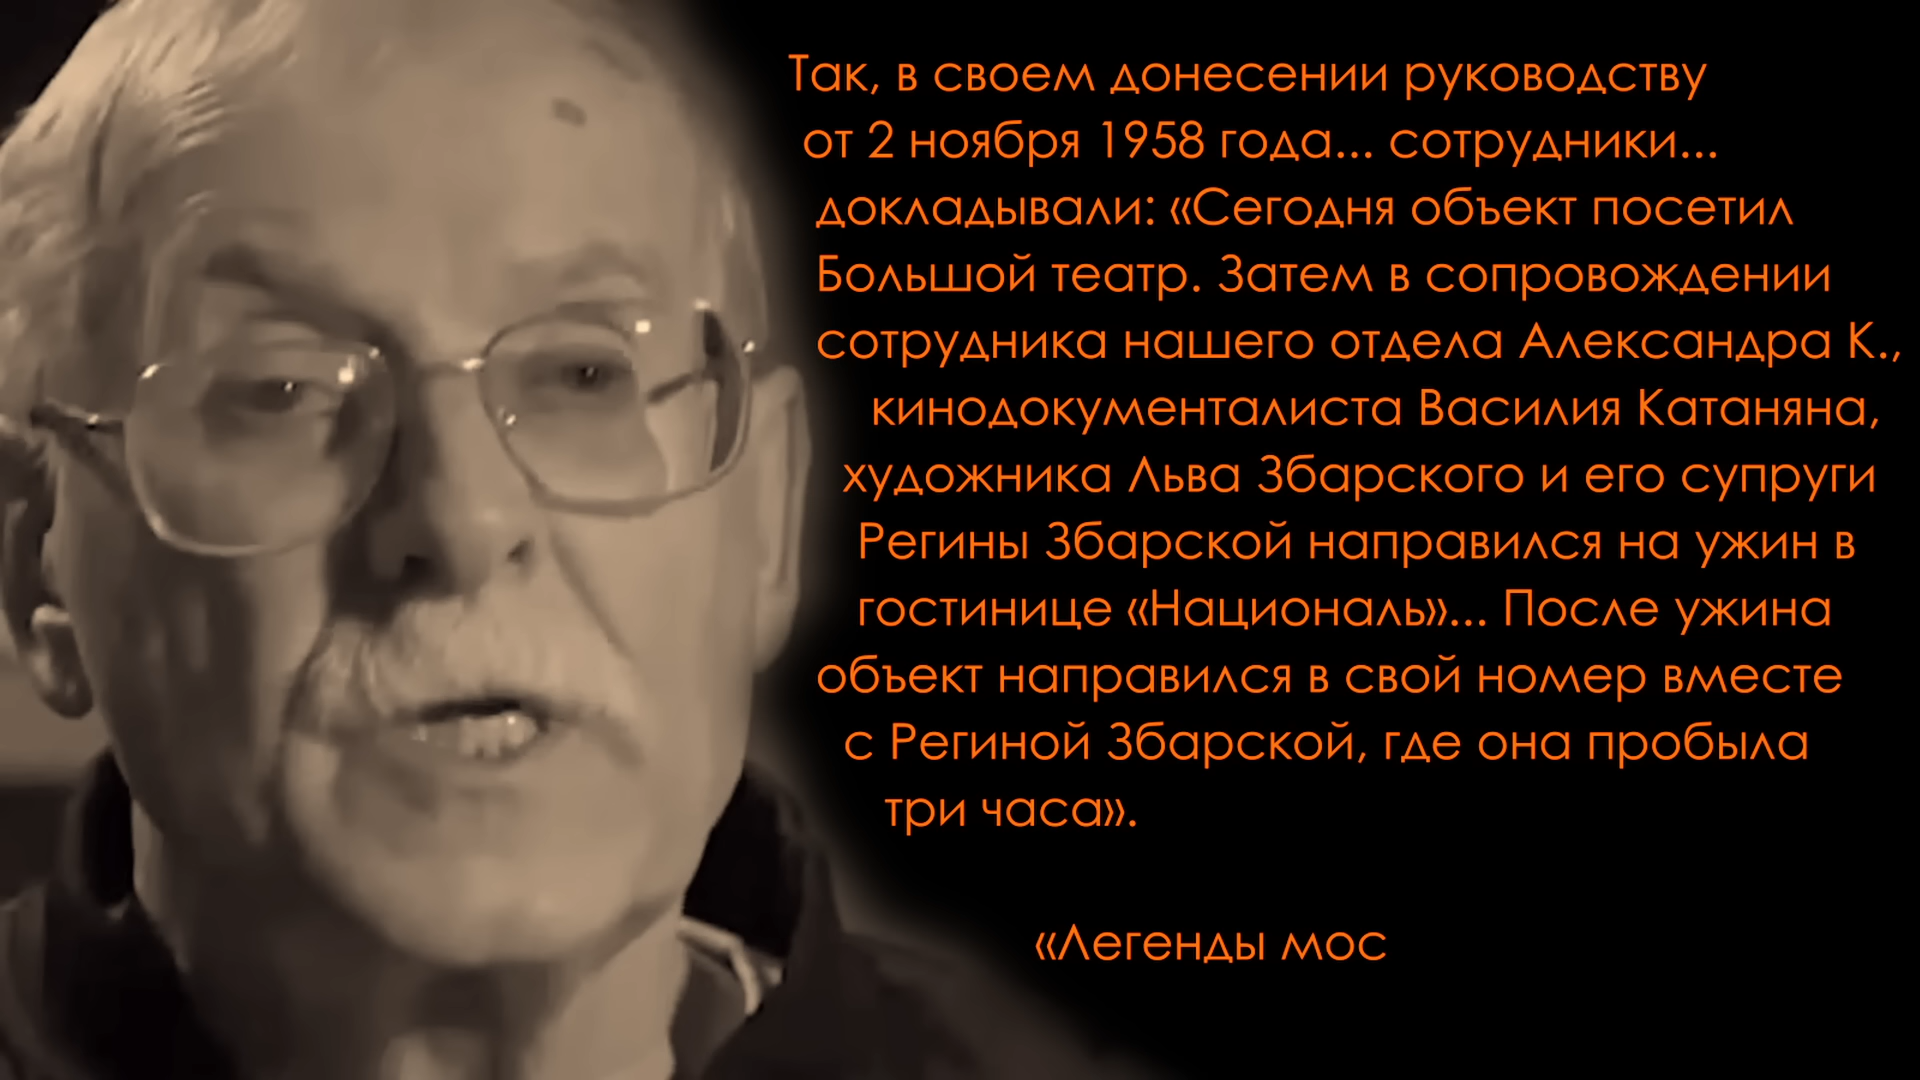 Так, в своем донесении руководству
от 2 ноября 1958 года... сотрудники...
докладывали: «Сегодня объект посетил
Большой театр. Затем в сопровождении
сотрудника нашего отдела Александра К.,
кинодокументалиста Василия Катаняна,
художника Льва Збарского и его супруги
Регины Збарской направился на ужин в
гостинице «Националь»... После ужина
объект направился в свой номер вместе
с Региной Збарской, где она пробыла
три часа».
«Легенды мос